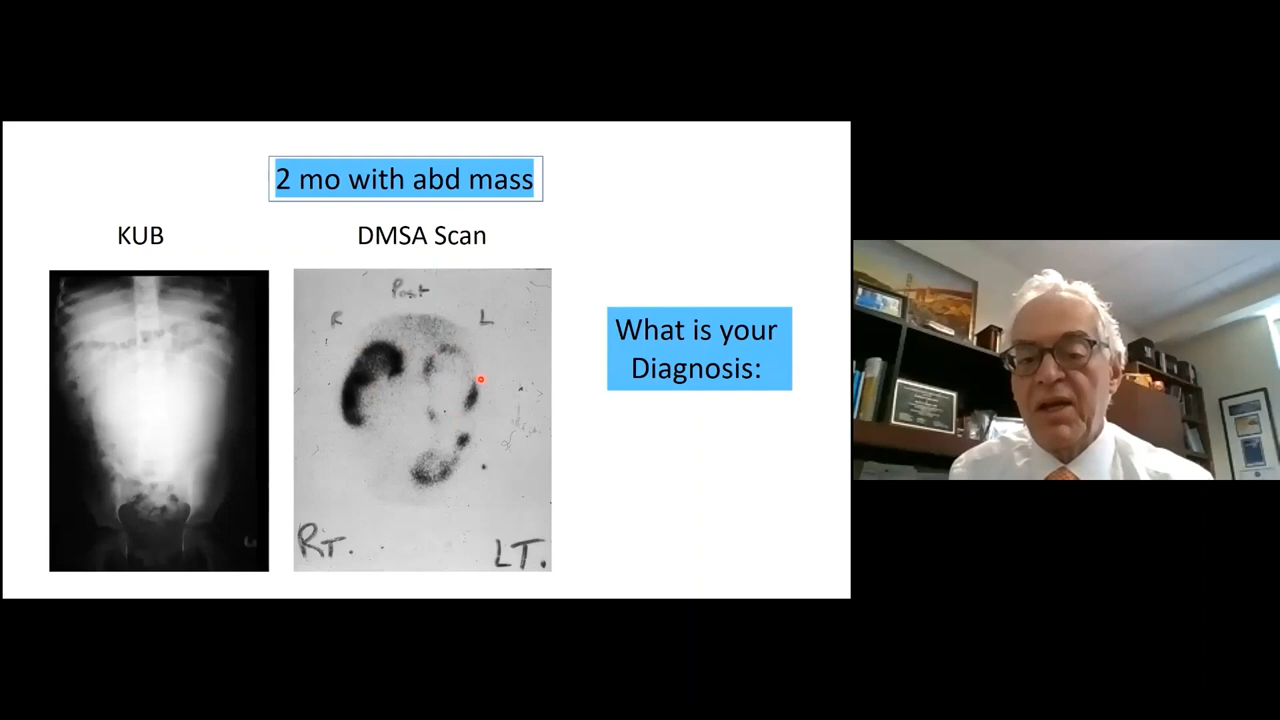 2 mo with abd mass
KUB
DMSA Scan
Post
R
L
RT.
LT.
What is your
Diagnosis: